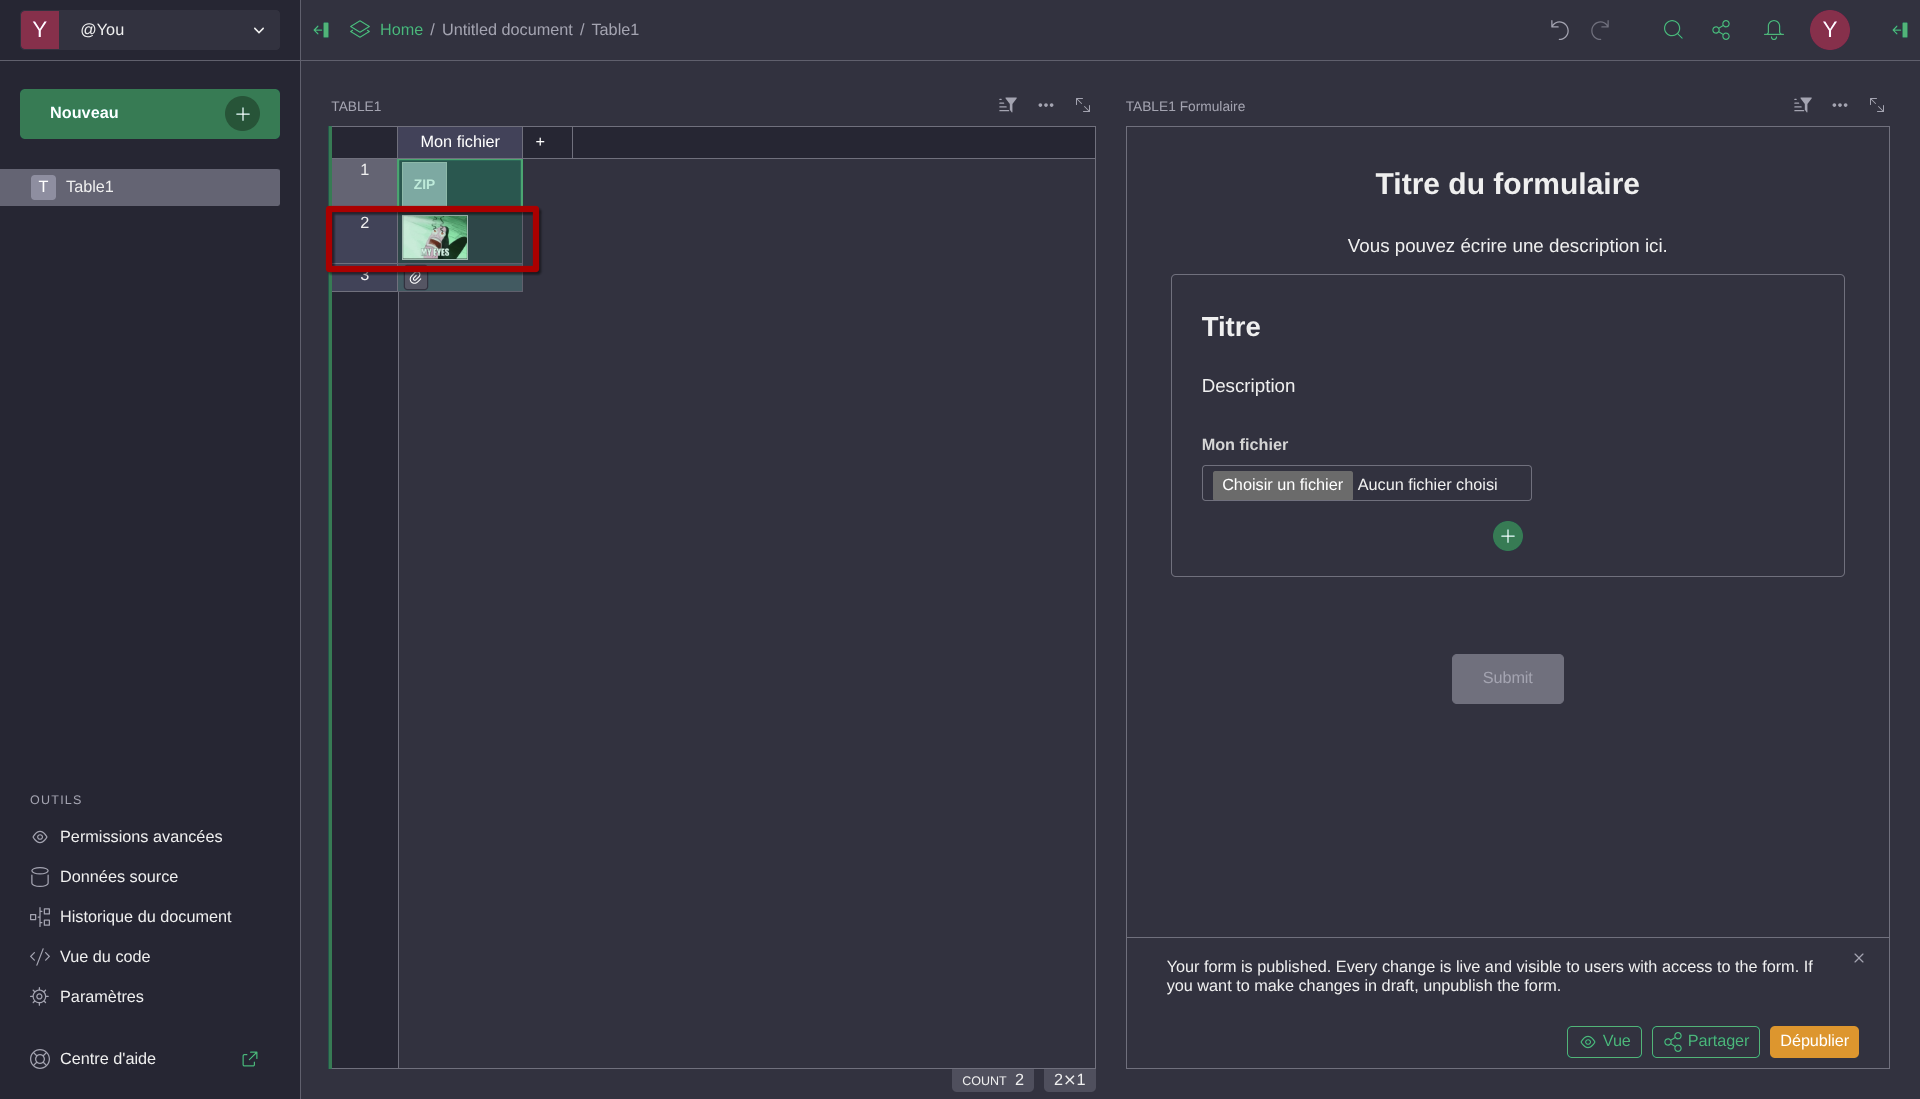 Y @You
Home / Untitled document / Table1
Y
Nouveau
T Table1
TABLE1
Mon fichier +
1
ZIP
2
MY EYES
3
TABLE1 Formulaire
Titre du formulaire
Vous pouvez écrire une description ici.
Titre
Description
Mon fichier
Choisir un fichier Aucun fichier choisi
Submit
Your form is published. Every change is live and visible to users with access to the form. If
you want to make changes in draft, unpublish the form.
Vue Partager Dépublier
COUNT 2 2×1
OUTILS
Permissions avancées
Données source
Historique du document
Vue du code
Paramètres
Centre d'aide